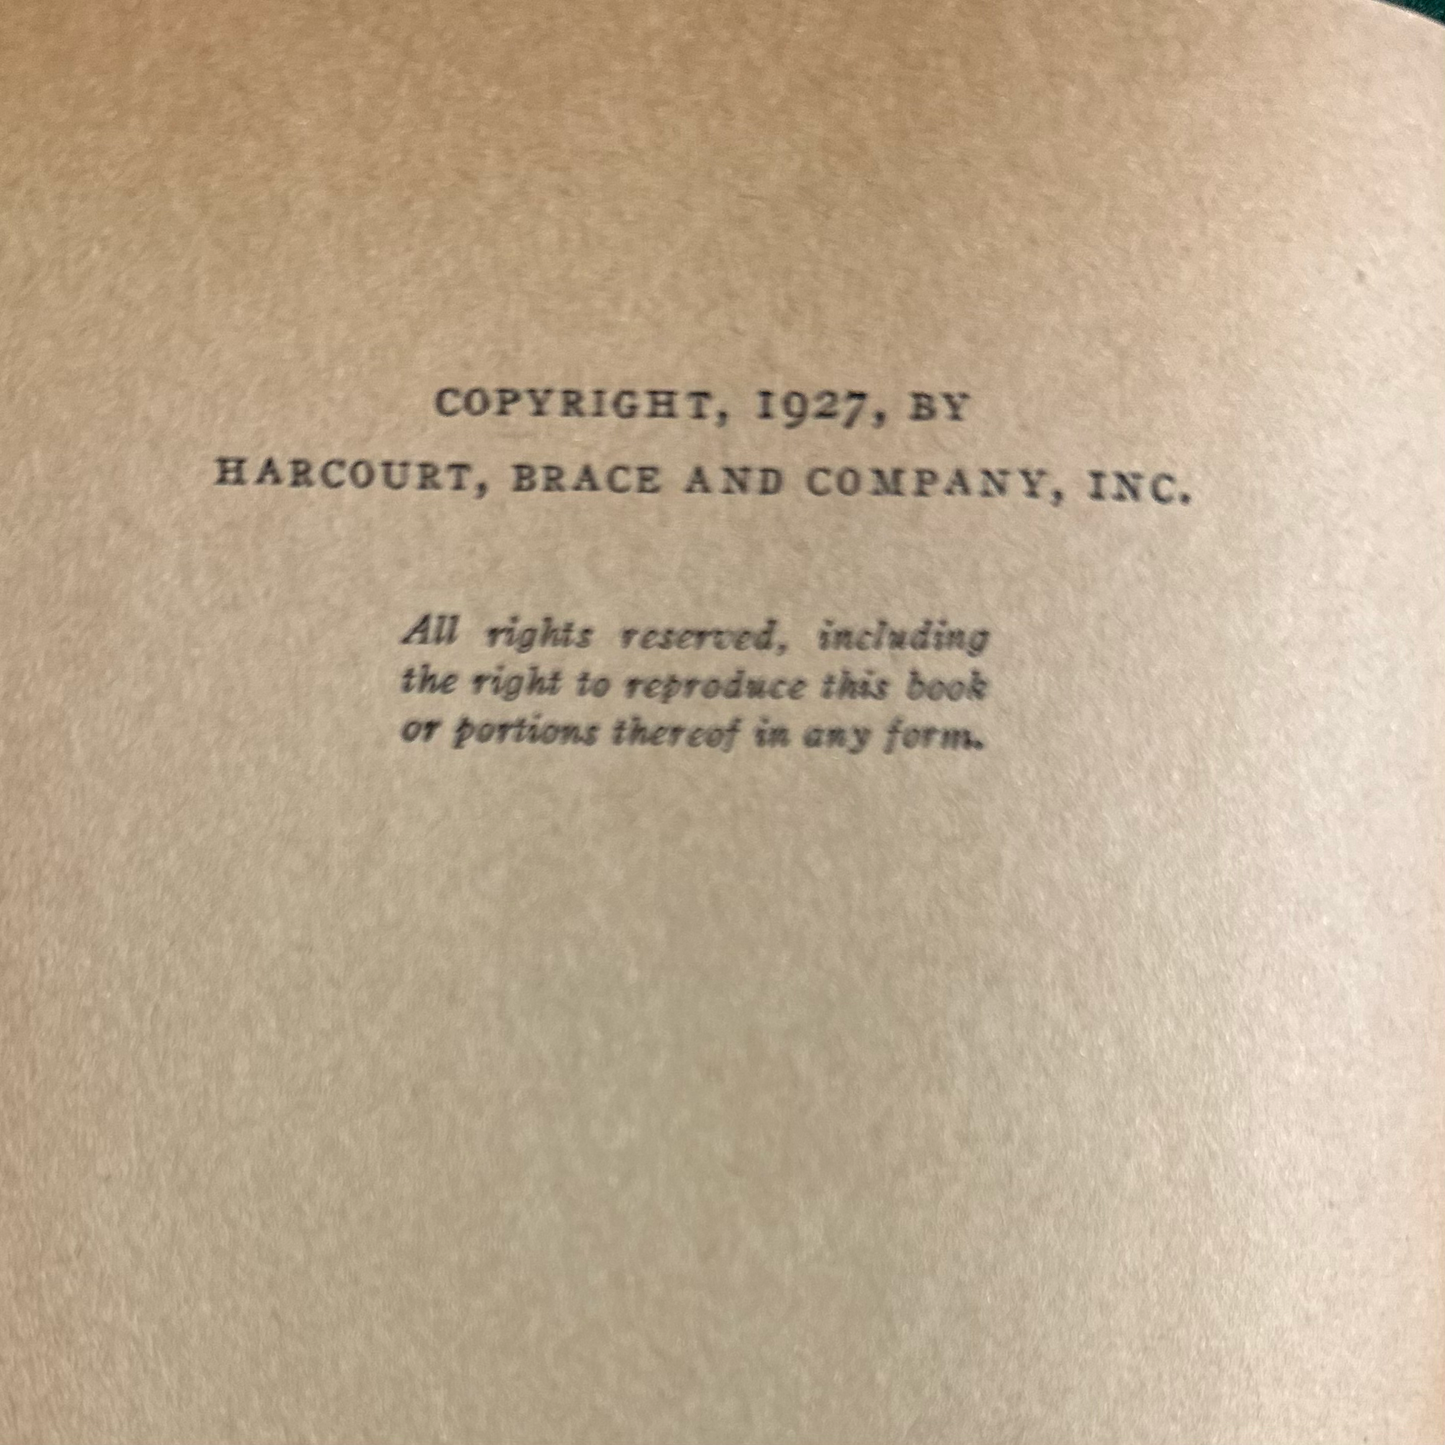 COPYRIGHT, 1927, BY
HARCOURT, BRACE AND COMPANY, INC.
All rights reserved, including
the right to reproduce this book
or portions thereof in any form.